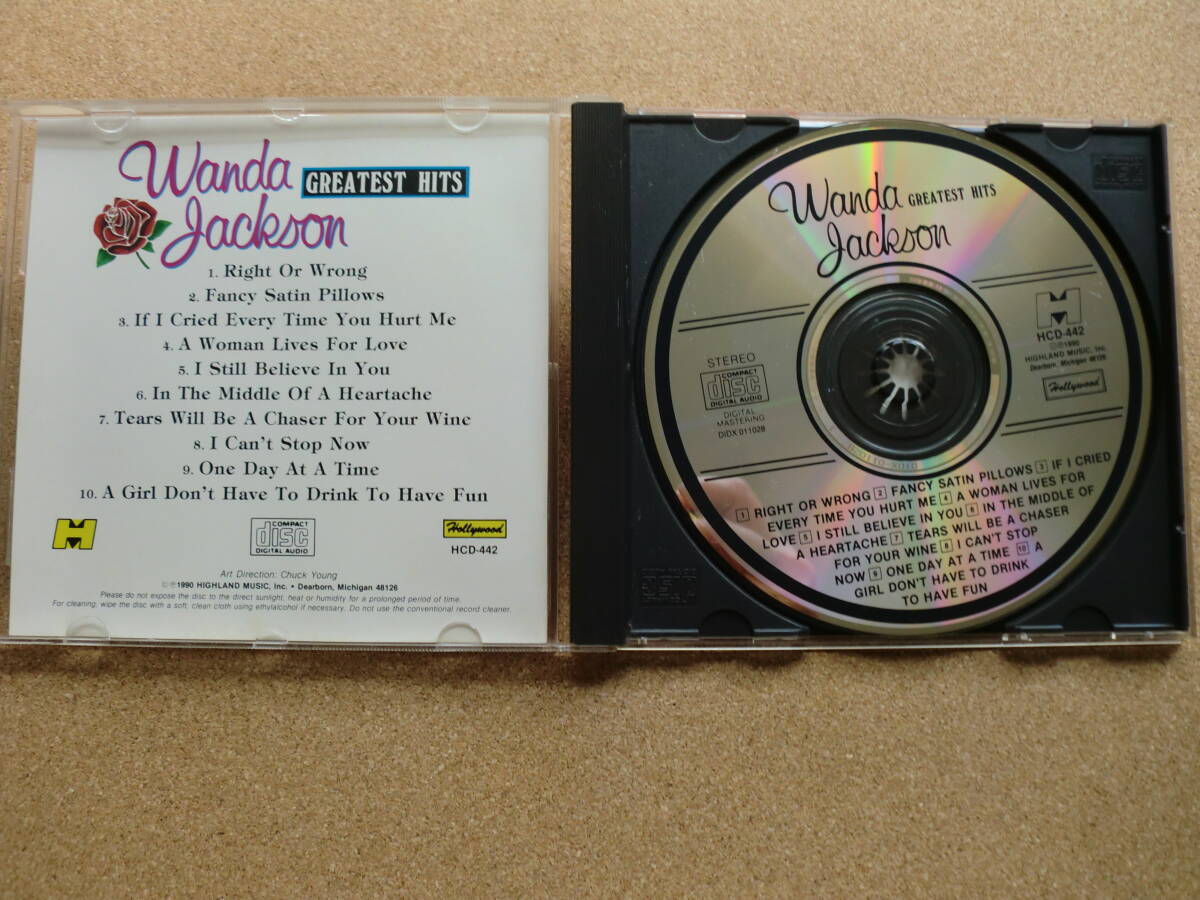 Wanda
GREATEST HITS
Jackson
1. Right Or Wrong
2. Fancy Satin Pillows
3. If I Cried Every Time You Hurt Me
4. A Woman Lives For Love
5. I Still Believe In You
6. In The Middle Of A Heartache
7. Tears Will Be A Chaser For Your Wine
8. I Can't Stop Now
9. One Day At A Time
10. A Girl Don't Have To Drink To Have Fun
H
COMPACT
disc
DIGITAL AUDIO
Hollywood
HCD-442
Art Direction: Chuck Young
©℗1990 HIGHLAND MUSIC, Inc. • Dearborn, Michigan 48126
Please do not expose the disc to the direct sunlight, heat or humidity for a prolonged period of time.
For cleaning, wipe the disc with a soft, clean cloth using ethylalcohol if necessary. Do not use the conventional record cleaner.
Wanda GREATEST HITS
Jackson
STEREO
COMPACT
disc
DIGITAL AUDIO
DIGITAL
MASTERING
DIDX 011028
H
HCD-442
℗©1990
HIGHLAND MUSIC, Inc.
Dearborn, Michigan 48126
Hollywood
1 RIGHT OR WRONG 2 FANCY SATIN PILLOWS 3 IF I CRIED
EVERY TIME YOU HURT ME 4 A WOMAN LIVES FOR
LOVE 5 I STILL BELIEVE IN YOU 6 IN THE MIDDLE OF
A HEARTACHE 7 TEARS WILL BE A CHASER
FOR YOUR WINE 8 I CAN'T STOP
NOW 9 ONE DAY AT A TIME 10 A
GIRL DON'T HAVE TO DRINK
TO HAVE FUN